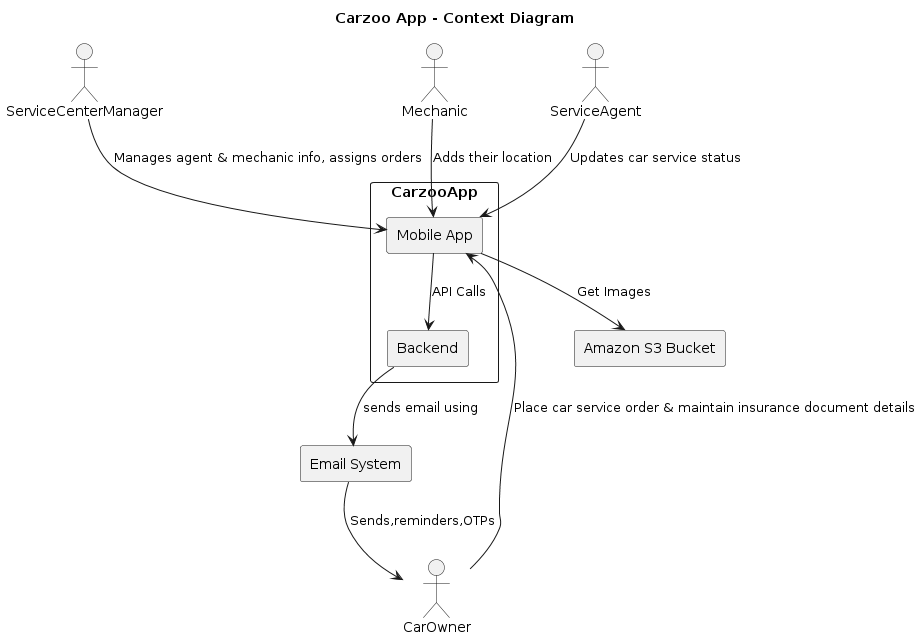 Carzoo App - Context Diagram
ServiceCenterManager
Mechanic
ServiceAgent
Manages agent & mechanic info, assigns orders
Adds their location
Updates car service status
CarzooApp
Mobile App
API Calls
Get Images
Backend
Amazon S3 Bucket
sends email using
Place car service order & maintain insurance document details
Email System
Sends,reminders,OTPs
CarOwner